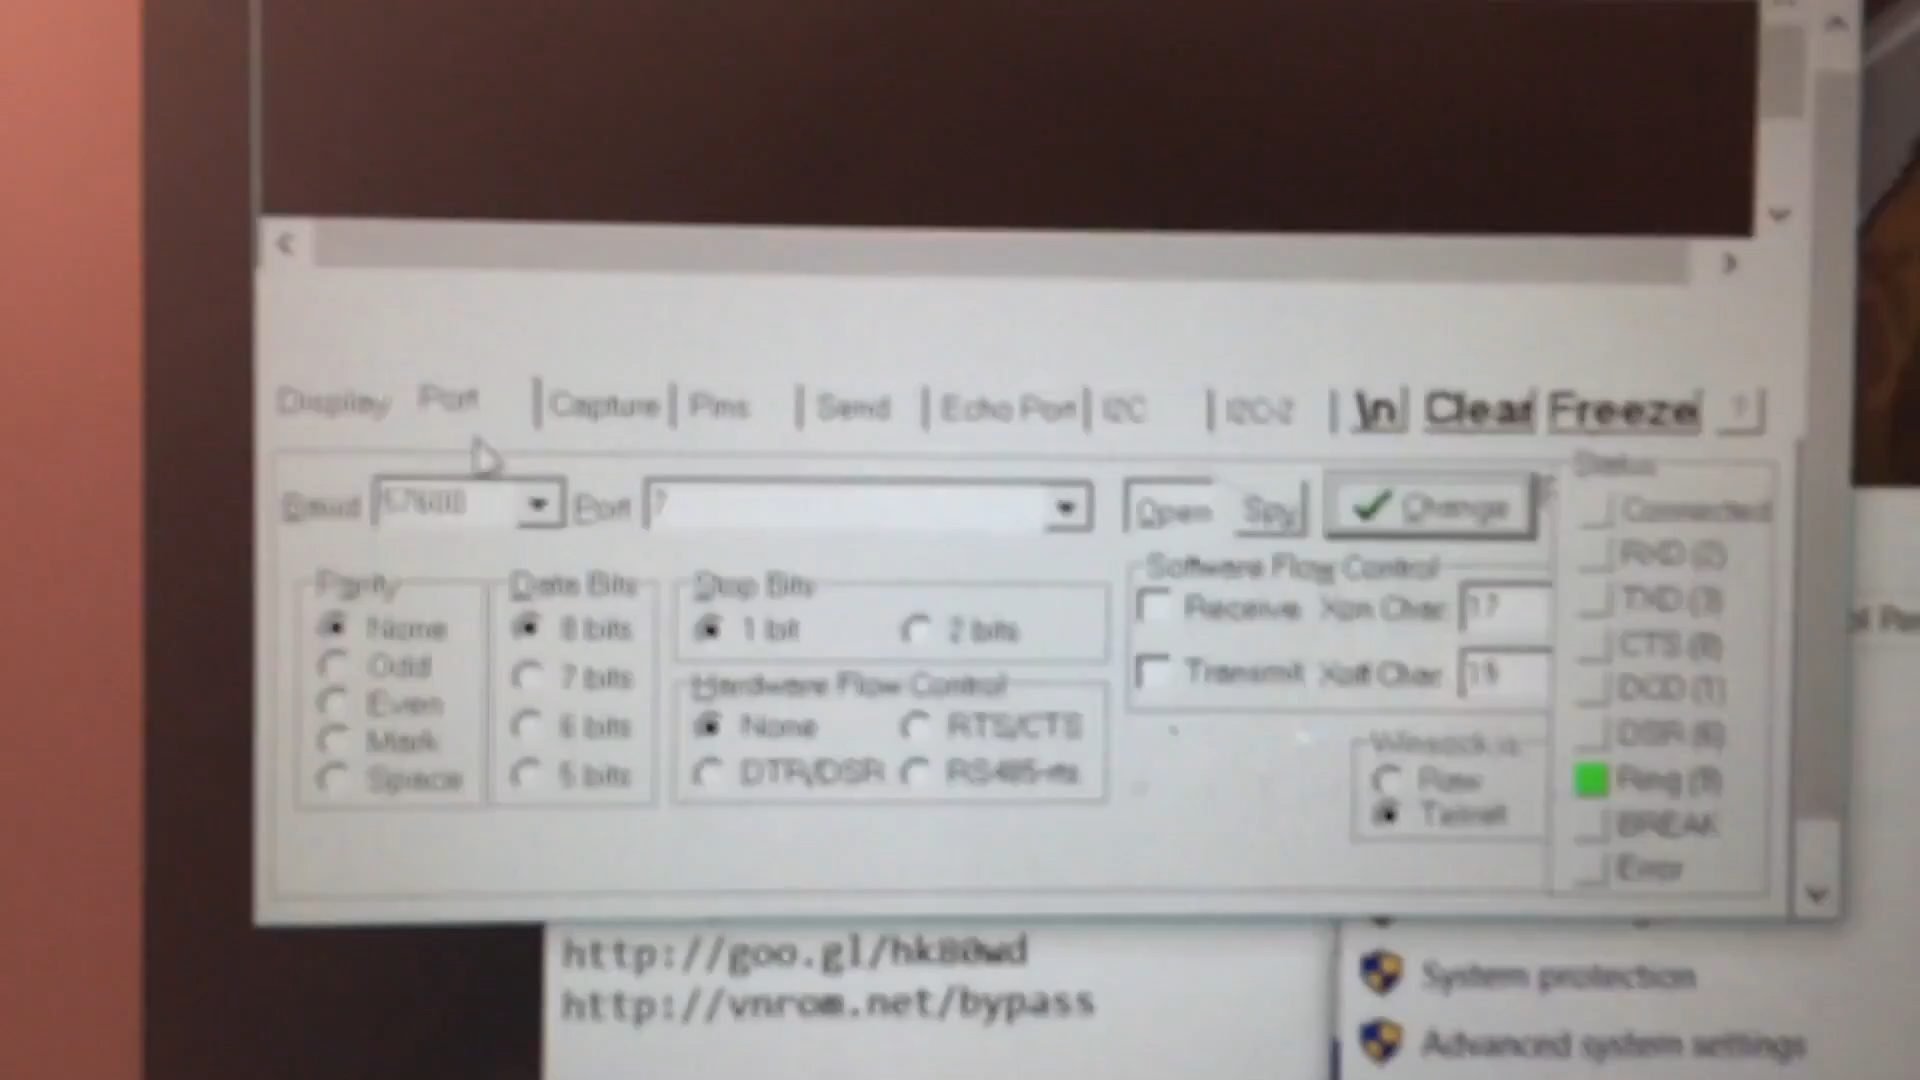 Display Port Capture Pins Send Echo Port I2C I2C-2 \n Clear Freeze ?
Status
Baud 57600 Port 7 Open Spy Change
Connected
RXD (2)
TXD (3)
CTS (8)
DCD (1)
DSR (6)
Ring (9)
BREAK
Error
Parity
None
Odd
Even
Mark
Space
Data Bits
8 bits
7 bits
6 bits
5 bits
Stop Bits
1 bit 2 bits
Hardware Flow Control
None RTS/CTS
DTR/DSR RS485-rts
Software Flow Control
Receive Xon Char 17
Transmit Xoff Char 19
Winsock is
Raw
Telnet
http://goo.gl/hk80wd
http://vnrom.net/bypass
System protection
Advanced system settings